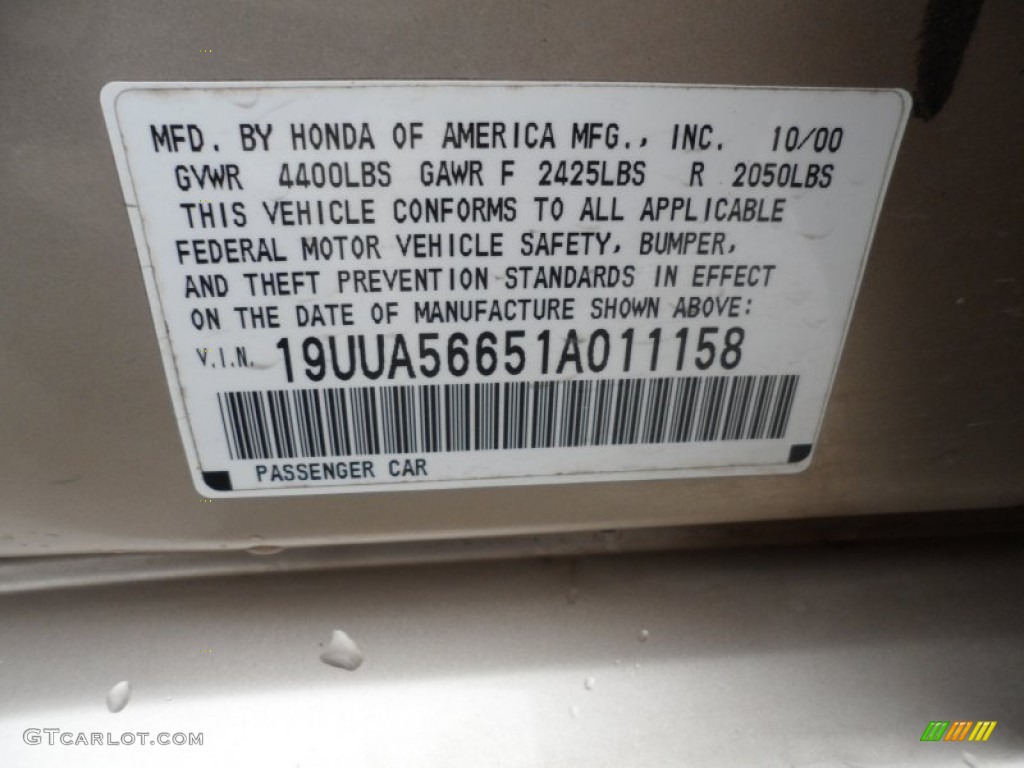 MFD. BY HONDA OF AMERICA MFG., INC. 10/00
GVWR 4400LBS GAWR F 2425LBS R 2050LBS
THIS VEHICLE CONFORMS TO ALL APPLICABLE
FEDERAL MOTOR VEHICLE SAFETY, BUMPER,
AND THEFT PREVENTION STANDARDS IN EFFECT
ON THE DATE OF MANUFACTURE SHOWN ABOVE:
V.I.N. 19UUA56651A011158
PASSENGER CAR
GTCARLOT.COM